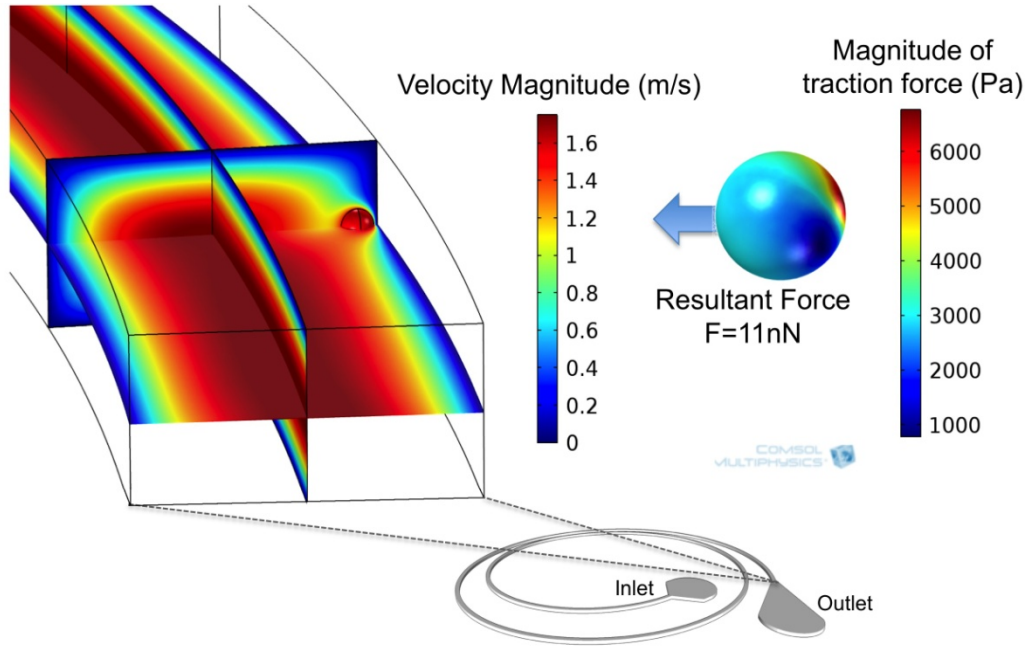 Velocity Magnitude (m/s)
1.6
1.4
1.2
1
0.8
0.6
0.4
0.2
0
Magnitude of
traction force (Pa)
6000
5000
4000
3000
2000
1000
Resultant Force
F=11nN
COMSOL
MULTIPHYSICS
Inlet
Outlet